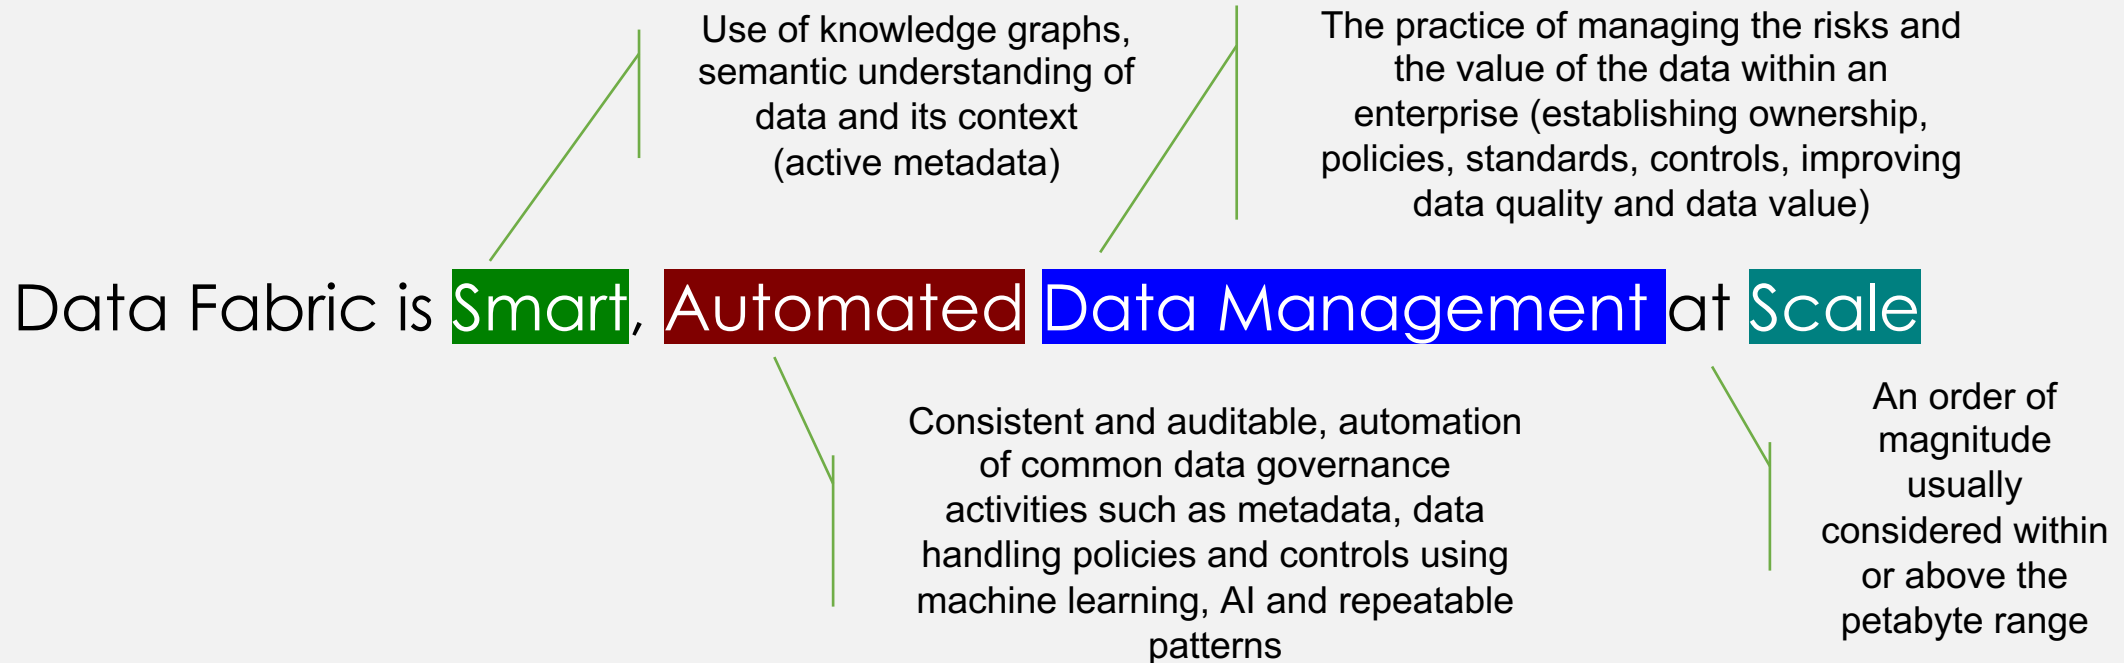 Use of knowledge graphs,
semantic understanding of
data and its context
(active metadata)
The practice of managing the risks and
the value of the data within an
enterprise (establishing ownership,
policies, standards, controls, improving
data quality and data value)
Data Fabric is Smart, Automated Data Management at Scale
Consistent and auditable, automation
of common data governance
activities such as metadata, data
handling policies and controls using
machine learning, AI and repeatable
patterns
An order of
magnitude
usually
considered within
or above the
petabyte range